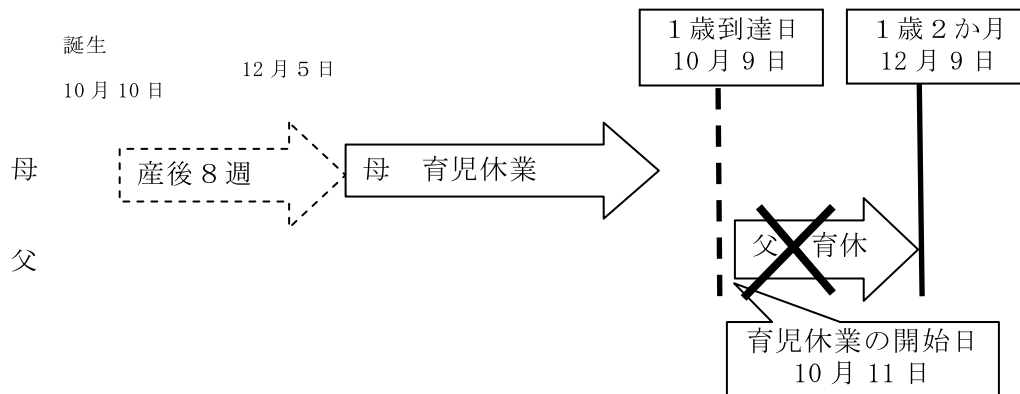 誕生
10月10日
12月5日
1歳到達日
10月9日
1歳2か月
12月9日
母
産後8週
母 育児休業
父
父 育休
育児休業の開始日
10月11日